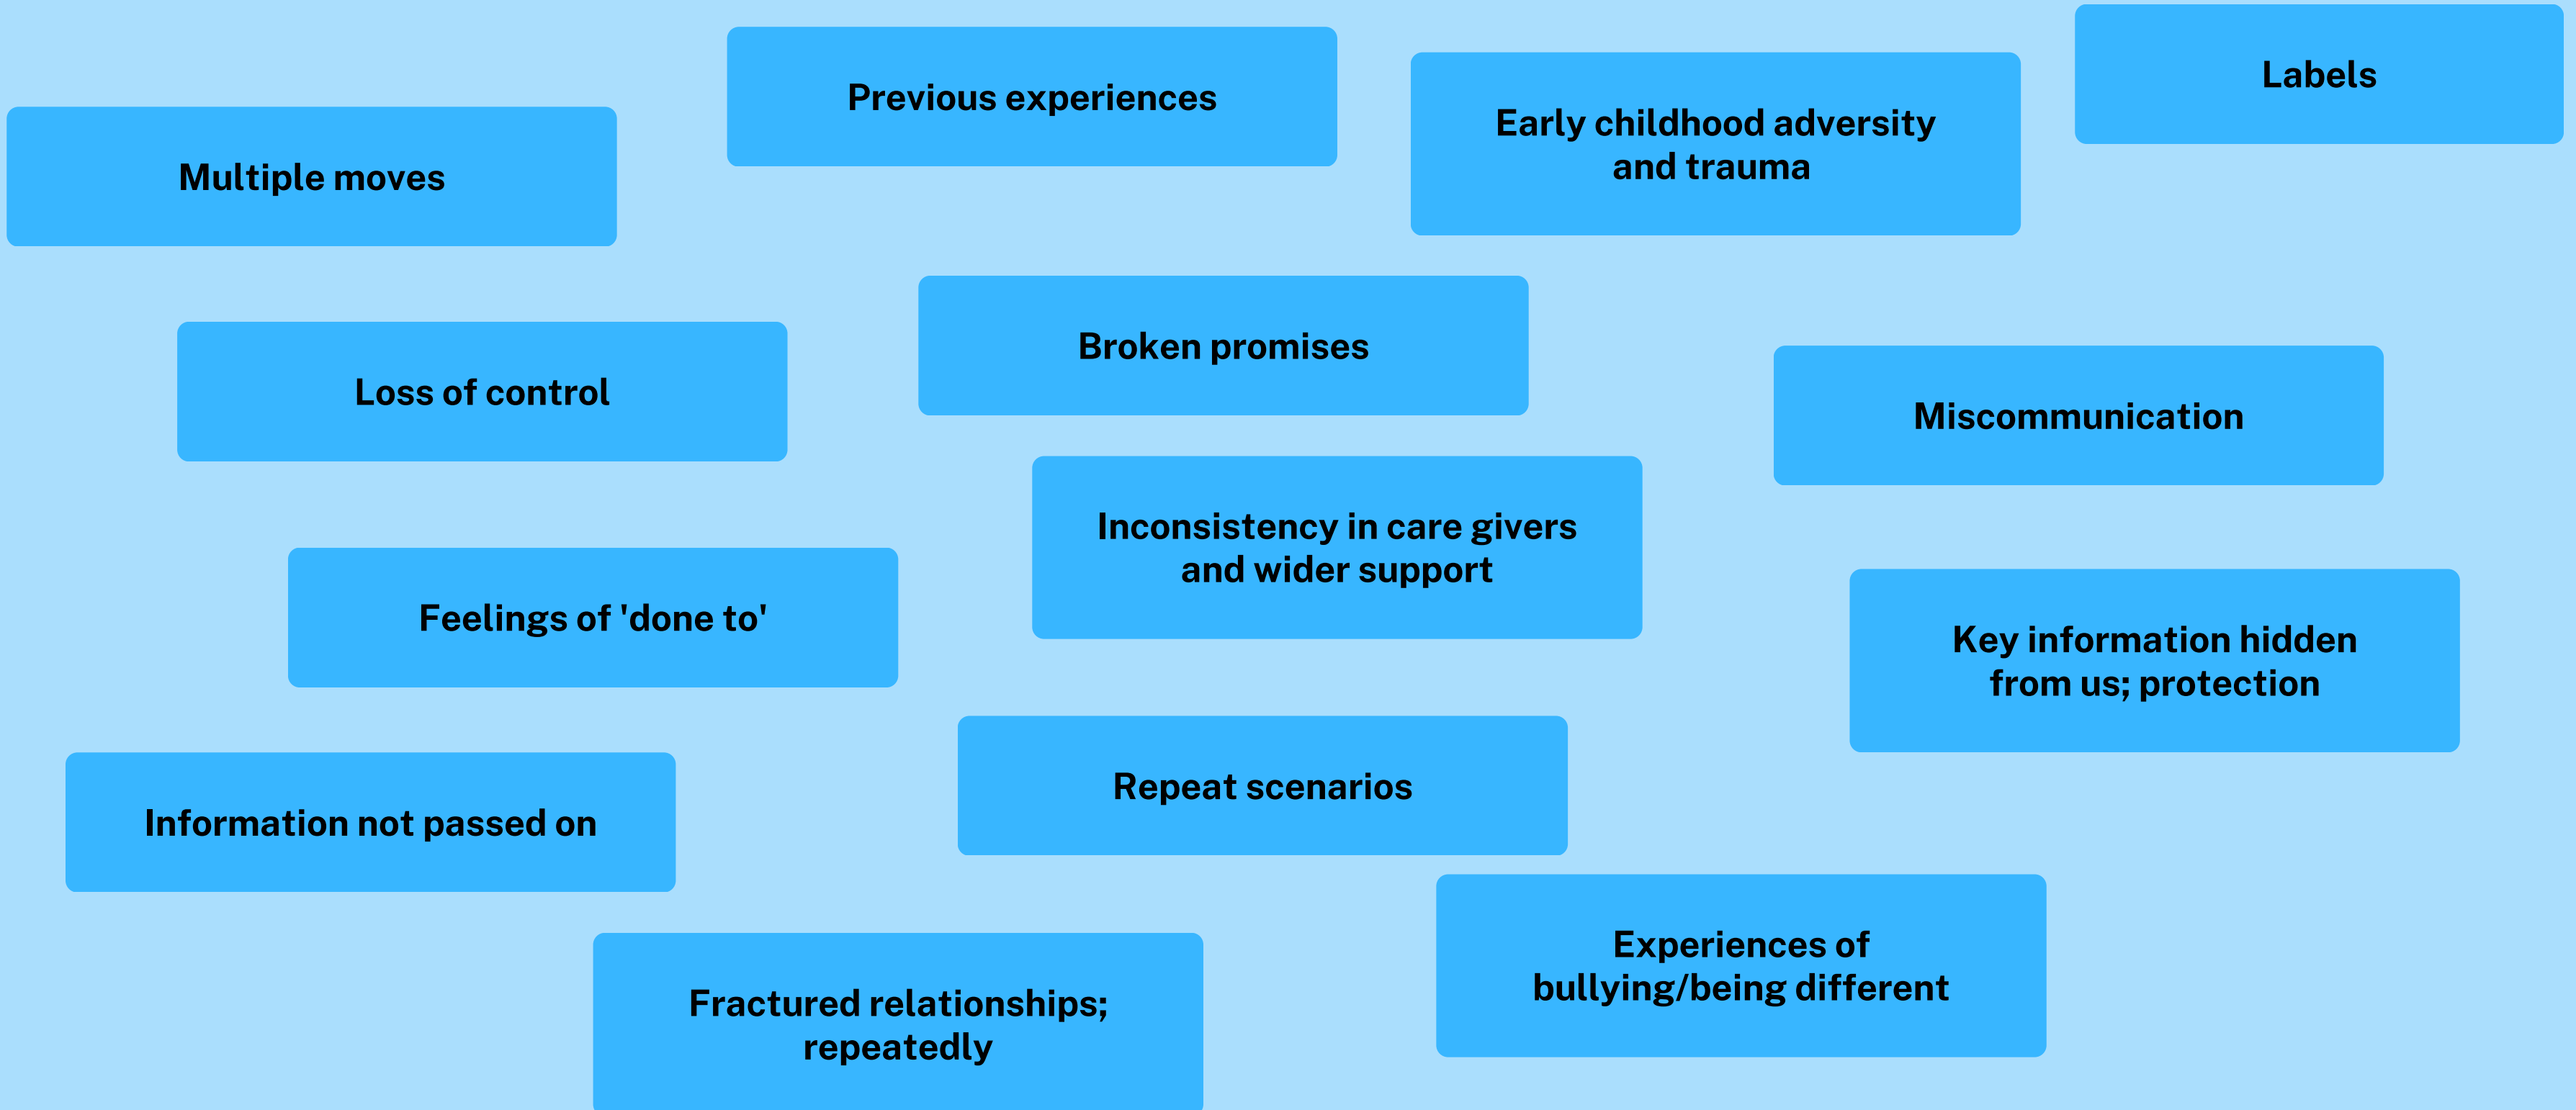 Labels
Previous experiences
Early childhood adversity
and trauma
Multiple moves
Broken promises
Loss of control
Miscommunication
Inconsistency in care givers
and wider support
Feelings of 'done to'
Key information hidden
from us; protection
Repeat scenarios
Information not passed on
Experiences of
bullying/being different
Fractured relationships;
repeatedly